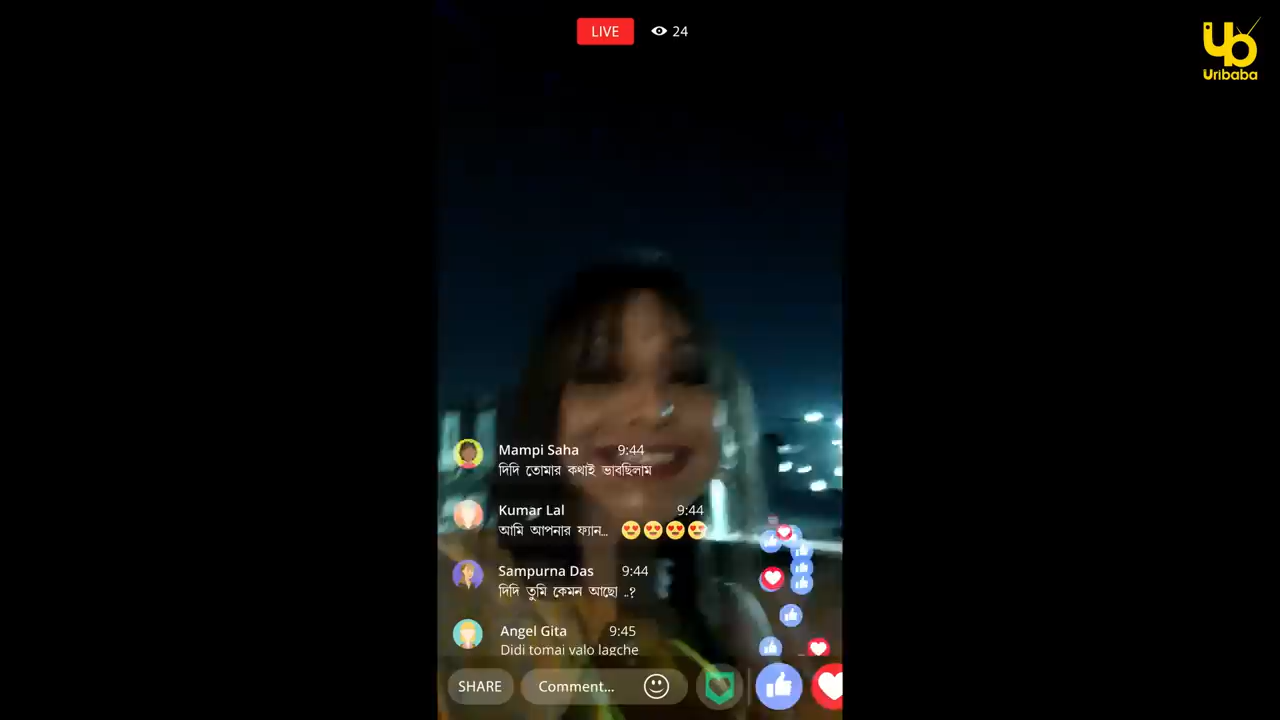 LIVE 24
Uribaba
Mampi Saha 9:44
দিদি তোমার কথাই ভাবছিলাম
Kumar Lal 9:44
আমি আপনার ফ্যান...
Sampurna Das 9:44
দিদি তুমি কেমন আছো ..?
Angel Gita 9:45
Didi tomai valo lagche
SHARE Comment...